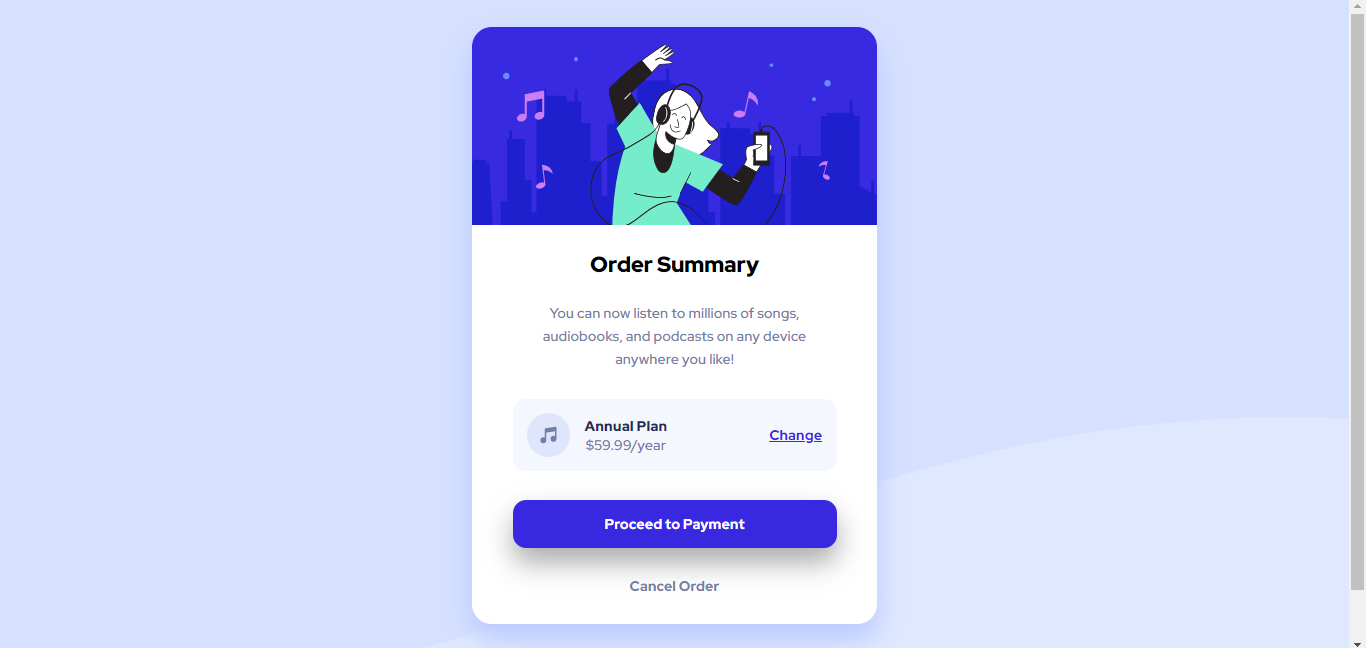 Order Summary
You can now listen to millions of songs,
audiobooks, and podcasts on any device
anywhere you like!
Annual Plan
$59.99/year
Change
Proceed to Payment
Cancel Order